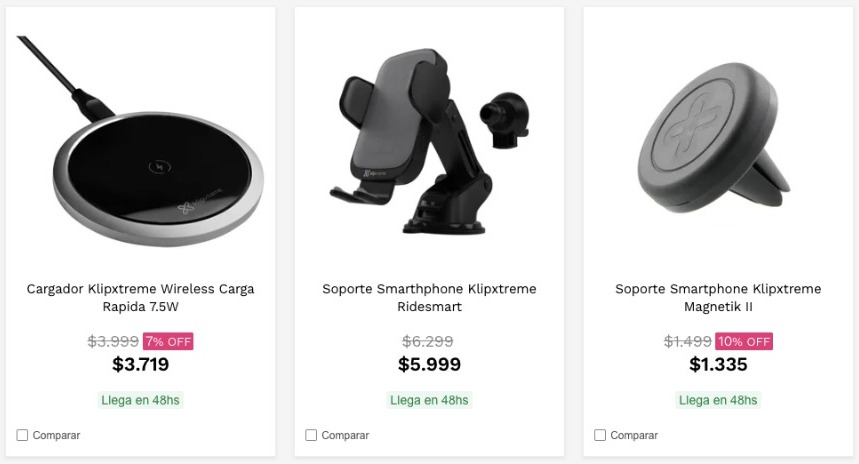 Cargador Klipxtreme Wireless Carga
Rapida 7.5W
$3.999 7% OFF
$3.719
Llega en 48hs
Comparar
Soporte Smarthphone Klipxtreme
Ridesmart
$6.299
$5.999
Llega en 48hs
Comparar
Soporte Smartphone Klipxtreme
Magnetik II
$1.499 10% OFF
$1.335
Llega en 48hs
Comparar